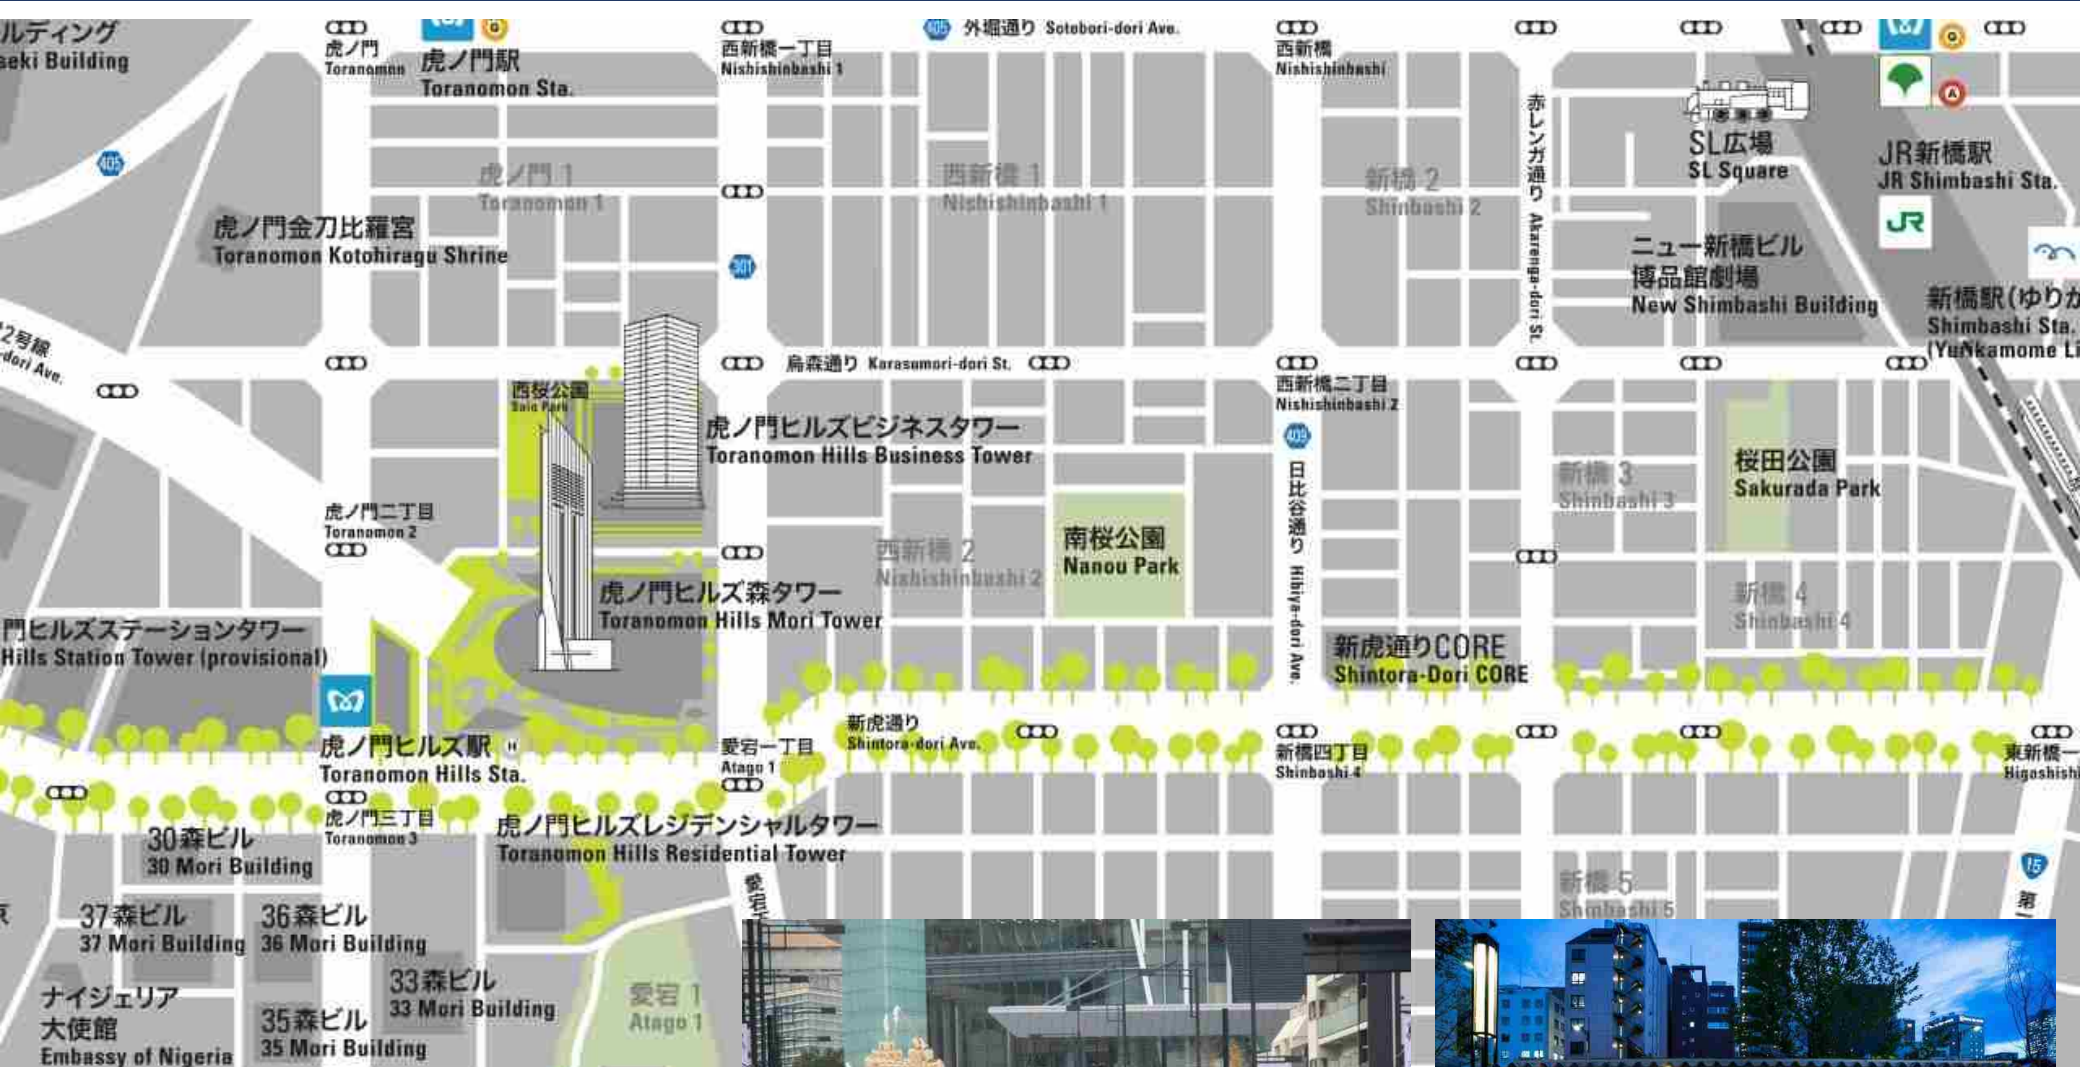 ルディング
seki Building
虎ノ門
Toranomon
G
虎ノ門駅
Toranomon Sta.
西新橋一丁目
Nishishinbashi 1
405
外堀通り Sotobori-dori Ave.
西新橋
Nishishinbashi
G
A
赤レンガ通り Akarenga-dori St.
SL広場
SL Square
JR新橋駅
JR Shimbashi Sta.
JR
405
虎ノ門 1
Toranomon 1
西新橋 1
Nishishinbashi 1
新橋 2
Shinbashi 2
虎ノ門金刀比羅宮
Toranomon Kotohiragu Shrine
301
ニュー新橋ビル
博品館劇場
New Shimbashi Building
新橋駅(ゆりか
Shimbashi Sta.
(Yurikamome Li
2号線
-dori Ave.
烏森通り Karasumori-dori St.
西新橋二丁目
Nishishinbashi 2
西桜公園
409
日比谷通り Hibiya-dori Ave.
虎ノ門ヒルズビジネスタワー
Toranomon Hills Business Tower
新橋 3
Shinbashi 3
桜田公園
Sakurada Park
虎ノ門二丁目
Toranomon 2
西新橋 2
Nishishinbashi 2
南桜公園
Nanou Park
虎ノ門ヒルズ森タワー
Toranomon Hills Mori Tower
新橋 4
Shinbashi 4
門ヒルズステーションタワー
Hills Station Tower (provisional)
新虎通りCORE
Shintora-Dori CORE
虎ノ門ヒルズ駅
Toranomon Hills Sta.
H
愛宕一丁目
Atago 1
新虎通り
Shintora-dori Ave.
新橋四丁目
Shinbashi 4
東新橋一
Higashishi
虎ノ門三丁目
Toranomon 3
虎ノ門ヒルズレジデンシャルタワー
Toranomon Hills Residential Tower
30森ビル
30 Mori Building
15
第一
愛宕
新橋 5
Shinbashi 5
37森ビル
37 Mori Building
36森ビル
36 Mori Building
33森ビル
33 Mori Building
ナイジェリア
大使館
Embassy of Nigeria
35森ビル
35 Mori Building
愛宕 1
Atago 1